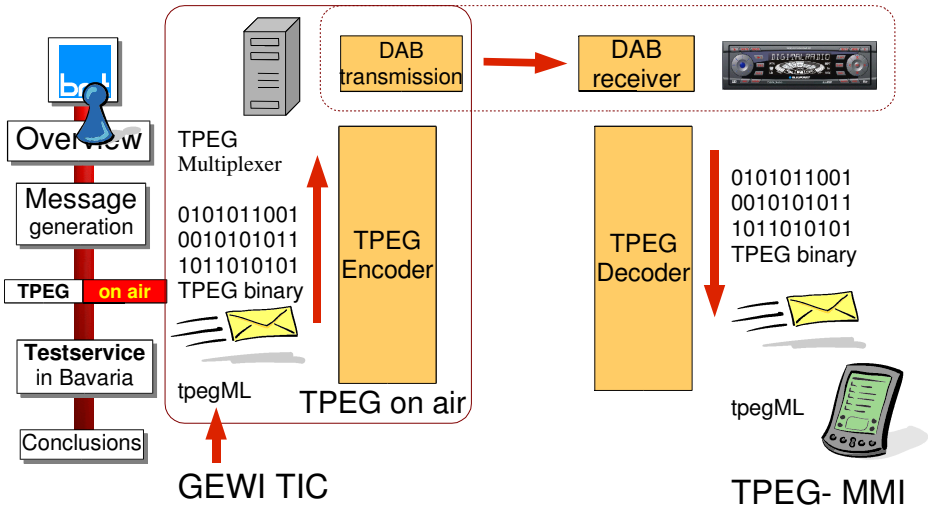 Overview
Message
generation
TPEG on air
Testservice
in Bavaria
Conclusions
TPEG
Multiplexer
0101011001
0010101011
1011010101
TPEG binary
tpegML
GEWI TIC
DAB
transmission
TPEG
Encoder
TPEG on air
DAB
receiver
DIGITALRADIO
TPEG
Decoder
0101011001
0010101011
1011010101
TPEG binary
tpegML
TPEG- MMI